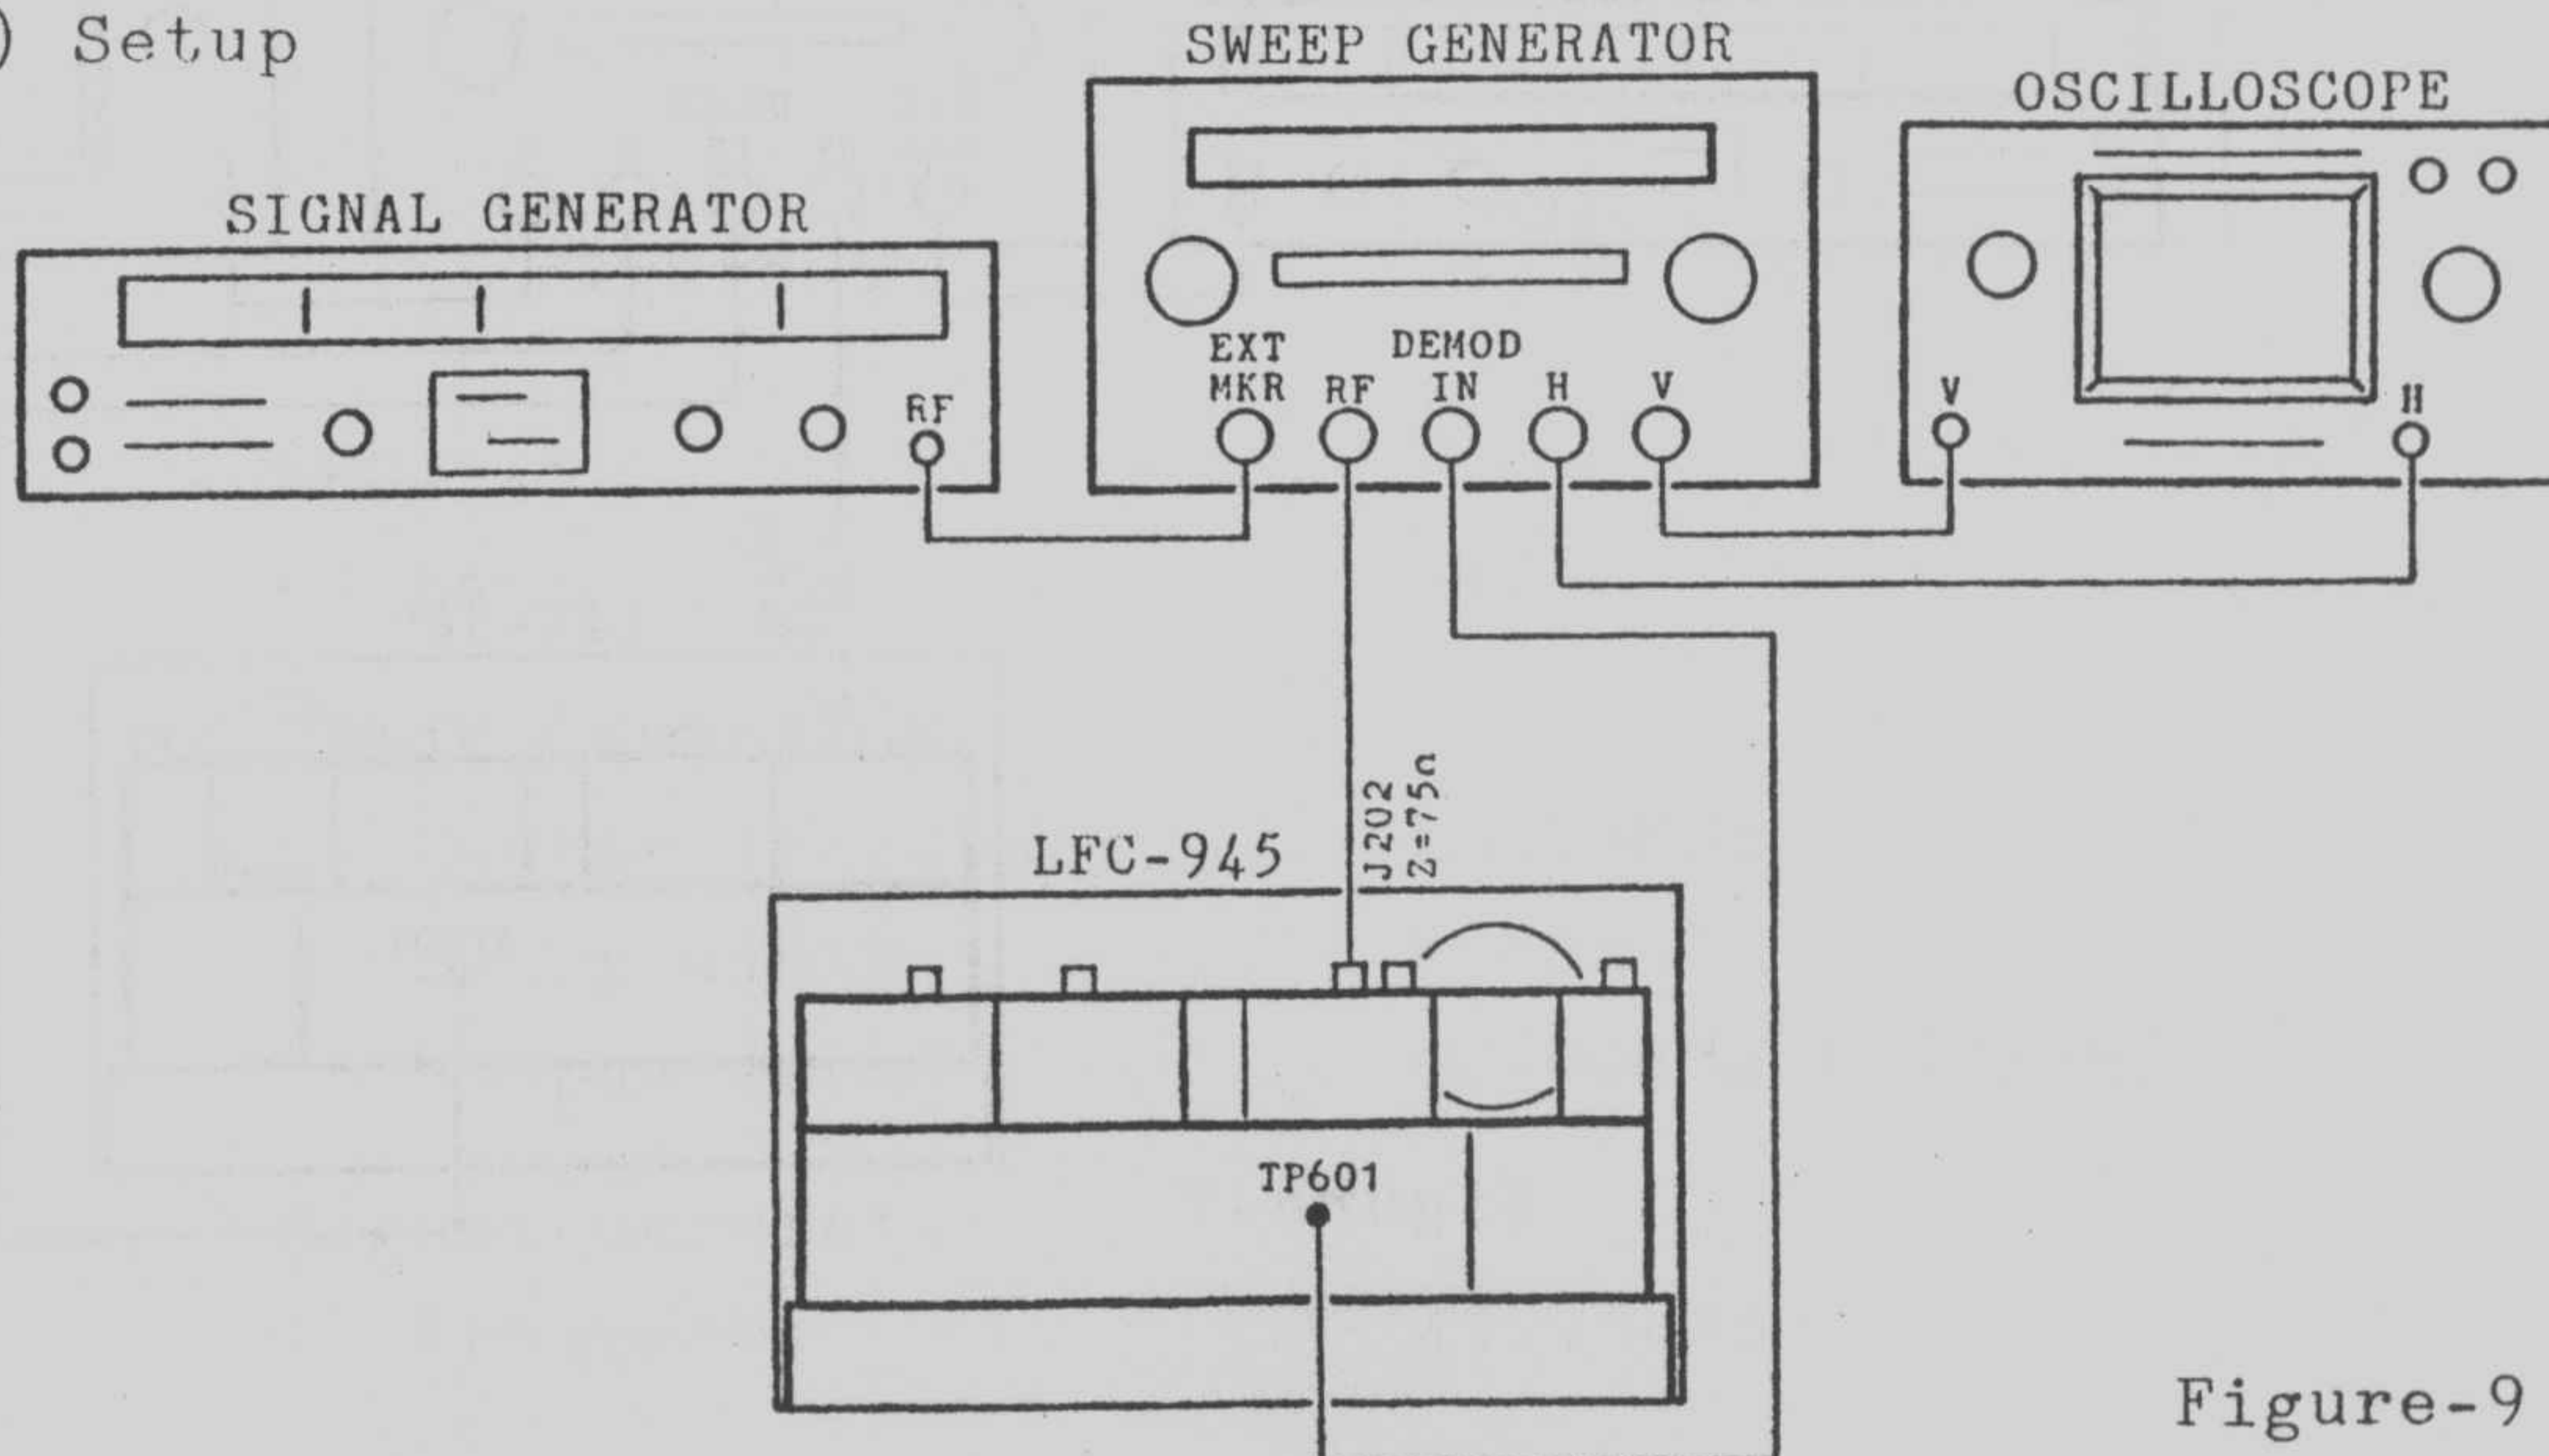 ) Setup
SWEEP GENERATOR
OSCILLOSCOPE
SIGNAL GENERATOR
EXT
MKR
RF
DEMOD
IN
H
V
RF
V
H
J202
Z=75Ω
LFC-945
TP601
Figure-9